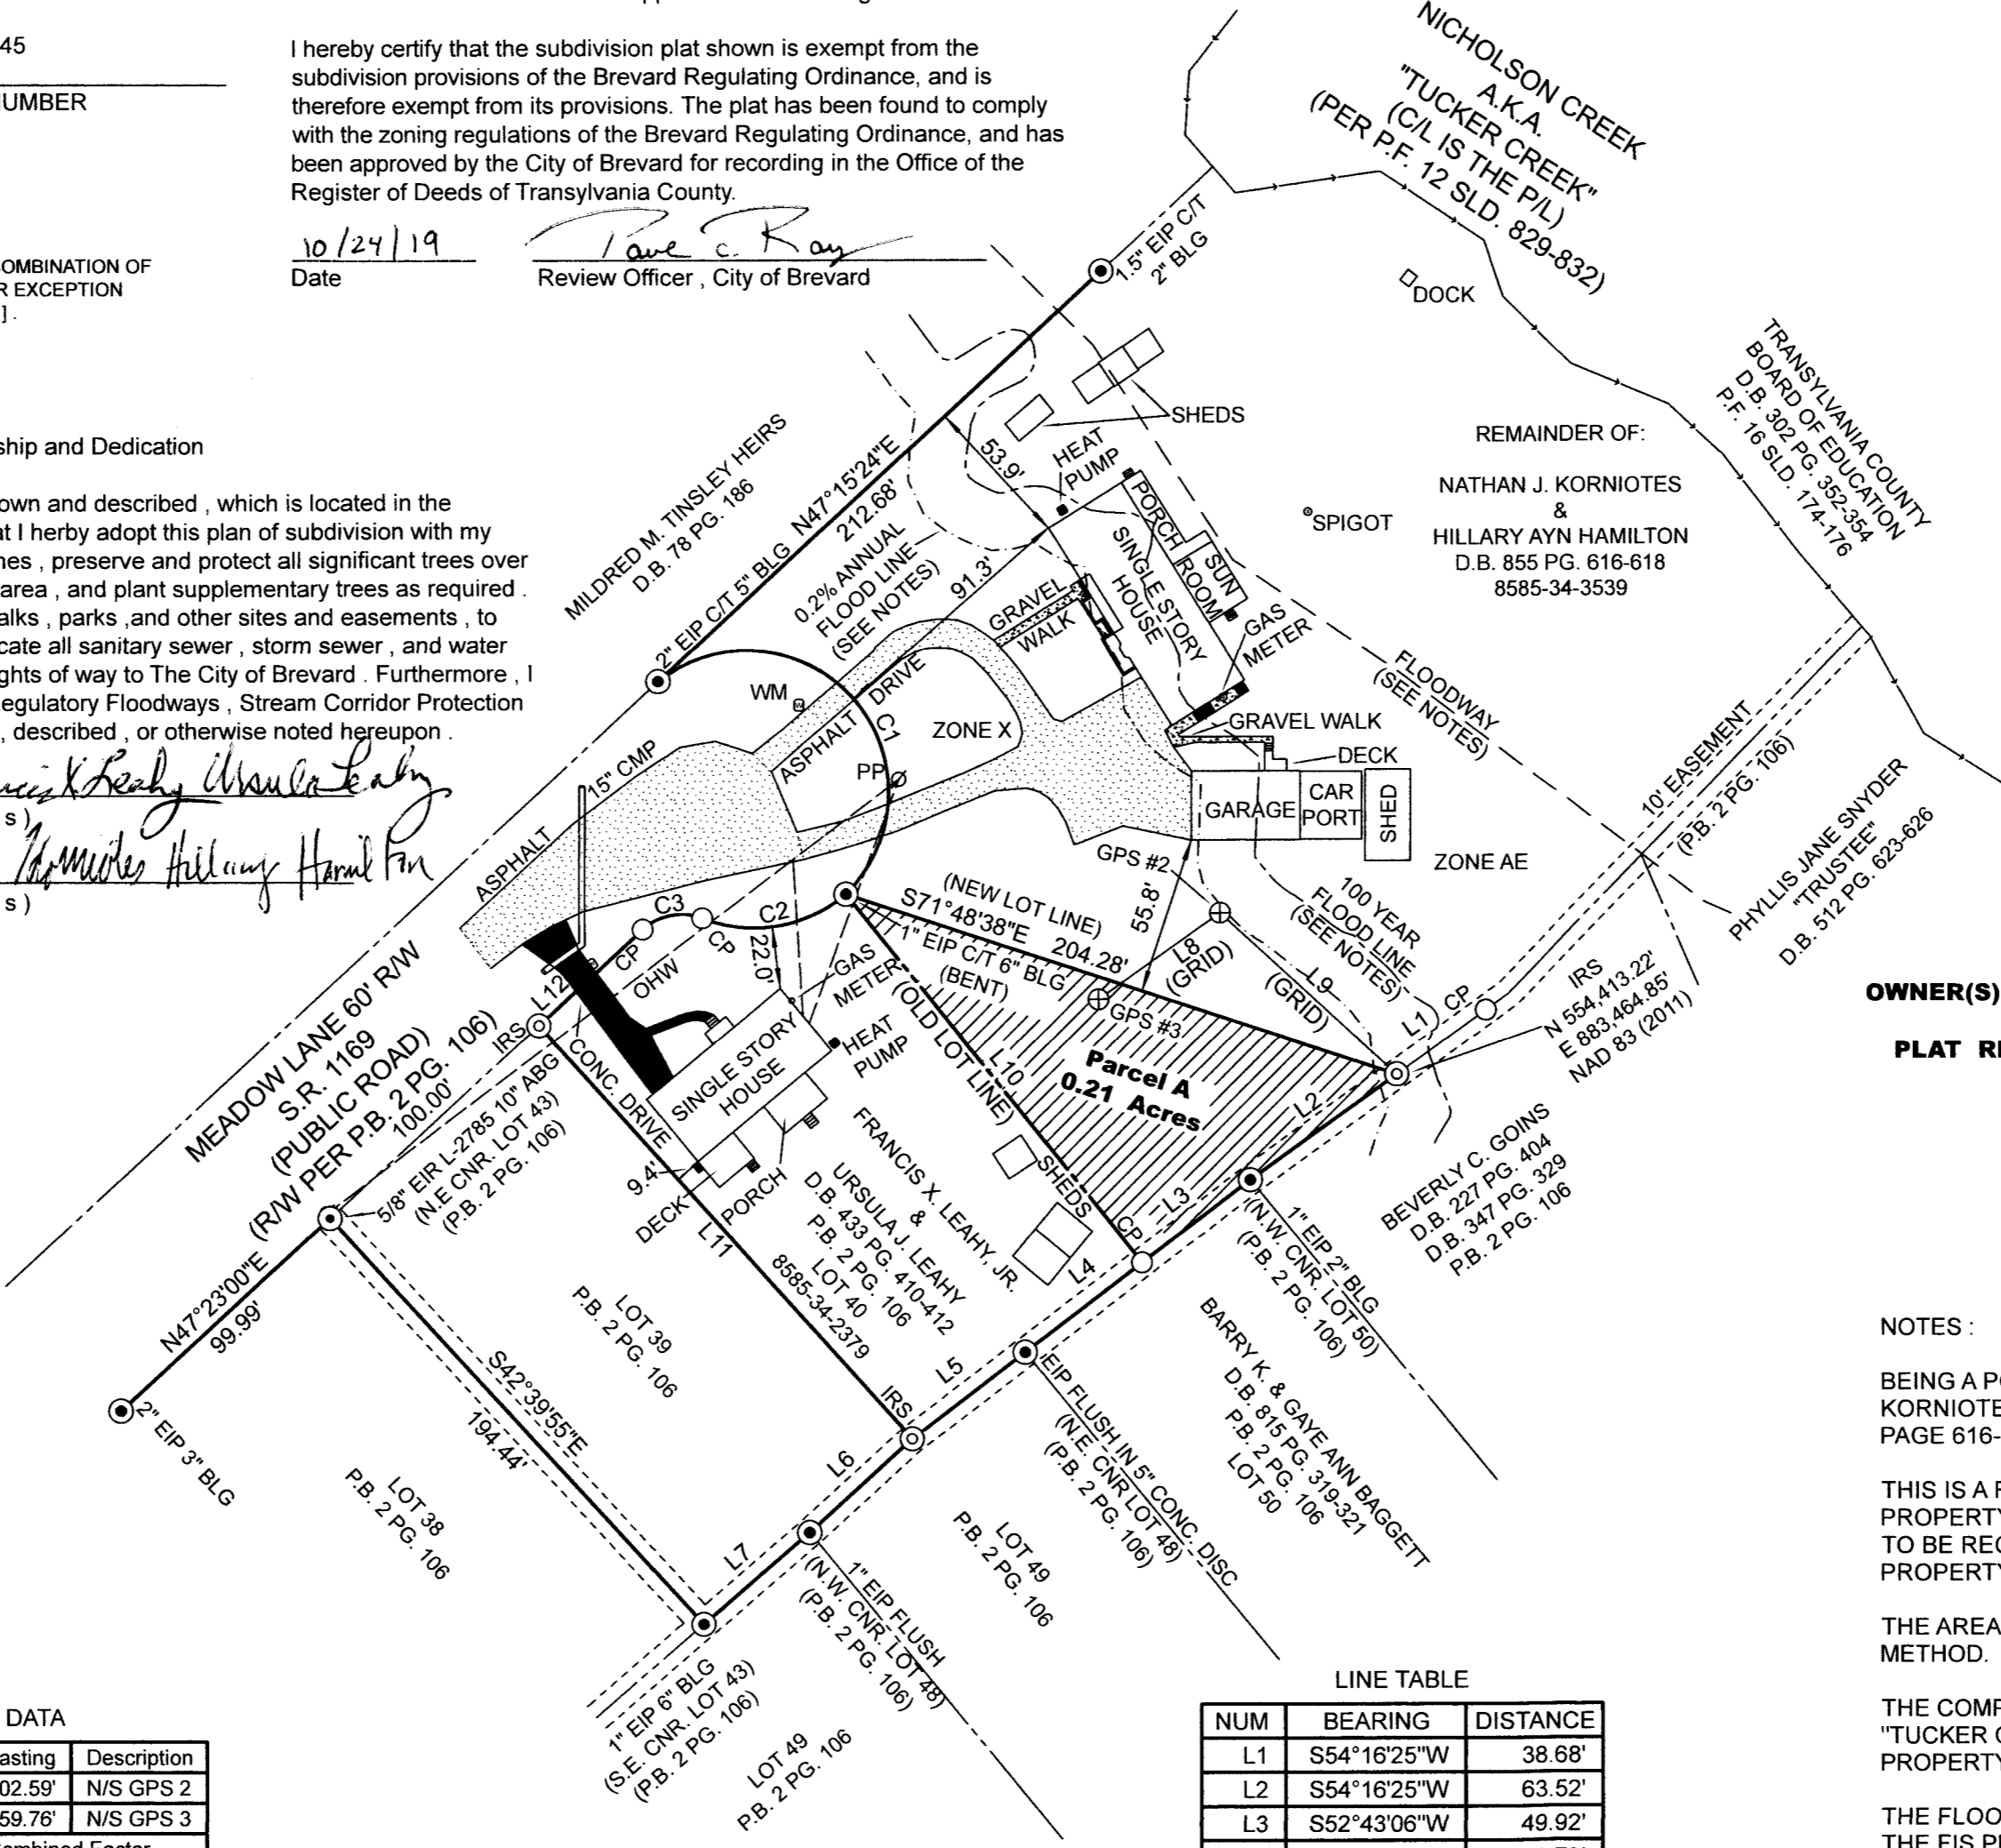 45
UMBER
OMBINATION OF
R EXCEPTION
] .
I hereby certify that the subdivision plat shown is exempt from the
subdivision provisions of the Brevard Regulating Ordinance, and is
therefore exempt from its provisions. The plat has been found to comply
with the zoning regulations of the Brevard Regulating Ordinance, and has
been approved by the City of Brevard for recording in the Office of the
Register of Deeds of Transylvania County.
10/24/19
Date
Review Officer , City of Brevard
ship and Dedication
own and described , which is located in the
at I herby adopt this plan of subdivision with my
nes , preserve and protect all significant trees over
area , and plant supplementary trees as required .
alks , parks ,and other sites and easements , to
cate all sanitary sewer , storm sewer , and water
ghts of way to The City of Brevard . Furthermore , I
egulatory Floodways , Stream Corridor Protection
, described , or otherwise noted hereupon .
X Leahy Ursula Leahy
s )
Hillary Hamilton
s )
NICHOLSON CREEK
A.K.A.
"TUCKER CREEK"
(C/L IS THE P/L)
(PER P.F. 12 SLD. 829-832)
1.5" EIP C/T
2" BLG
DOCK
SHEDS
TRANSYLVANIA COUNTY
BOARD OF EDUCATION
D.B. 302 PG. 352-354
P.F. 16 SLD. 174-176
REMAINDER OF:
NATHAN J. KORNIOTES
&
HILLARY AYN HAMILTON
D.B. 855 PG. 616-618
8585-34-3539
SPIGOT
MILDRED M. TINSLEY HEIRS
D.B. 78 PG. 186
2" EIP C/T 5" BLG N47°15'24"E
212.68'
0.2% ANNUAL
FLOOD LINE
(SEE NOTES)
53.9'
91.3'
HEAT
PUMP
PORCH
SUN
ROOM
SINGLE STORY
HOUSE
GRAVEL
WALK
GAS
METER
GRAVEL WALK
DECK
GARAGE
CAR
PORT
SHED
FLOODWAY
(SEE NOTES)
ZONE AE
WM
ASPHALT DRIVE
C1
ZONE X
PP
15" CMP
ASPHALT
C3
C2
CP
CP
22.0'
OHW
L12
IRS
GPS #2
55.8'
100 YEAR
FLOOD LINE
(SEE NOTES)
(NEW LOT LINE)
S71°48'38"E 204.28'
1" EIP C/T 6" BLG
(BENT)
L8
(GRID)
L9
(GRID)
GPS #3
10' EASEMENT
(P.B. 2 PG. 106)
PHYLLIS JANE SNYDER
"TRUSTEE"
D.B. 512 PG. 623-626
IRS
N 554,413.22'
E 883,464.85'
NAD 83 (2011)
L1
CP
OWNER(S)
MEADOW LANE 60' R/W
S.R. 1169
(PUBLIC ROAD)
(R/W PER P.B. 2 PG. 106)
100.00'
5/8" EIR L-2785 10" ABG
(N.E CNR. LOT 43)
(P.B. 2 PG. 106)
CONC. DRIVE
SINGLE STORY
HOUSE
GAS
METER
HEAT
PUMP
(OLD LOT LINE)
L10
Parcel A
0.21 Acres
L2
L3
CP
SHEDS
9.4'
DECK
PORCH
L11
8585-34-2379
FRANCIS X. LEAHY, JR.
&
URSULA J. LEAHY
D.B. 433 PG. 410-412
P.B. 2 PG. 106
LOT 40
BEVERLY C. GOINS
D.B. 227 PG. 404
D.B. 347 PG. 329
P.B. 2 PG. 106
1" EIP 2" BLG
(N.W. CNR. LOT 50)
(P.B. 2 PG. 106)
L4
BARRY K. & GAYE ANN BAGGETT
D.B. 815 PG. 319-321
P.B. 2 PG. 106
LOT 50
N47°23'00"E
99.99'
2" EIP 3" BLG
S42°39'55"E
194.44'
LOT 39
P.B. 2 PG. 106
LOT 38
P.B. 2 PG. 106
IRS
L5
L6
L7
EIP FLUSH IN 5" CONC. DISC
(N.E. CNR LOT 48)
(P.B. 2 PG. 106)
LOT 49
P.B. 2 PG. 106
1" EIP FLUSH
(N.W. CNR. LOT 48)
(P.B. 2 PG. 106)
1" EIP 6" BLG
(S.E. CNR. LOT 43)
(P.B. 2 PG. 106)
LOT 49
P.B. 2 PG. 106
NOTES :
BEING A P
KORNIOTE
PAGE 616-
THIS IS A
PROPERTY
TO BE REC
PROPERTY
THE AREA
METHOD.
THE COMP
"TUCKER C
PROPERTY
THE FLOO
DATA
asting Description
02.59' N/S GPS 2
59.76' N/S GPS 3
LINE TABLE
NUM BEARING DISTANCE
L1 S54°16'25"W 38.68'
L2 S54°16'25"W 63.52'
L3 S52°43'06"W 49.92'